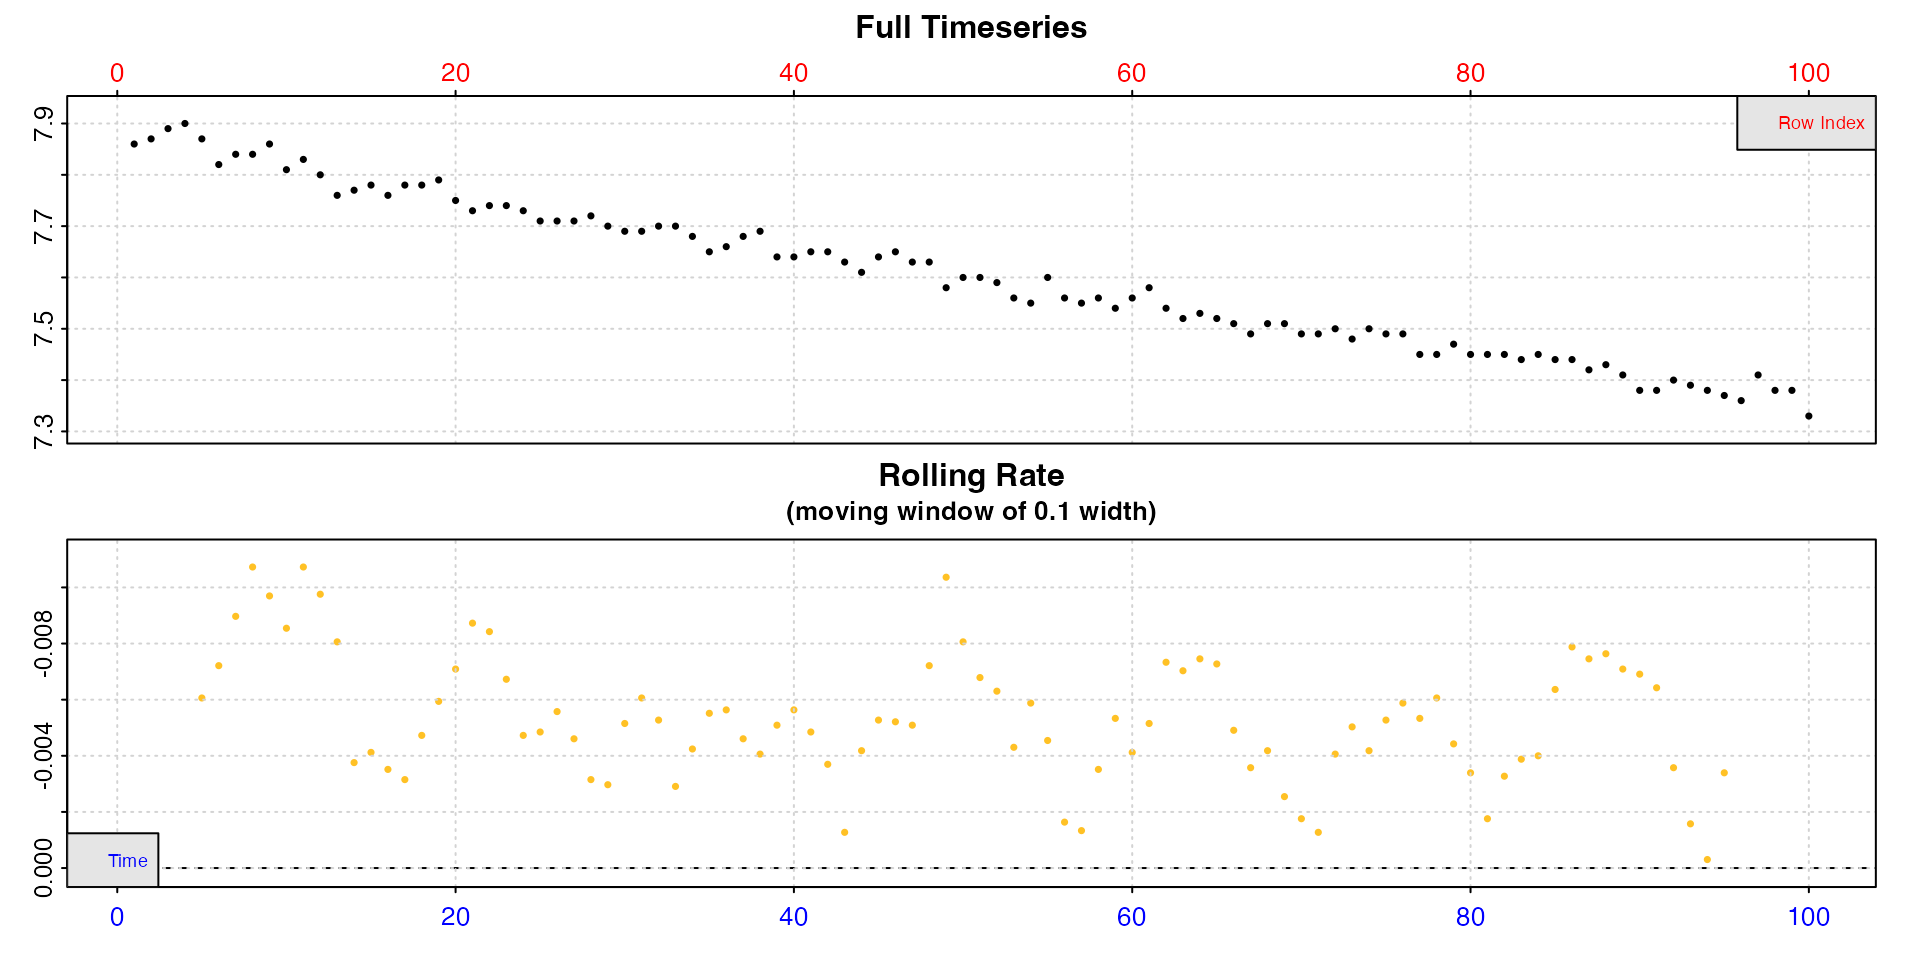 Full Timeseries
0 20 40 60 80 100
7.9
7.7
7.5
7.3
Row Index
Rolling Rate
(moving window of 0.1 width)
-0.008
-0.004
0.000
Time
0 20 40 60 80 100